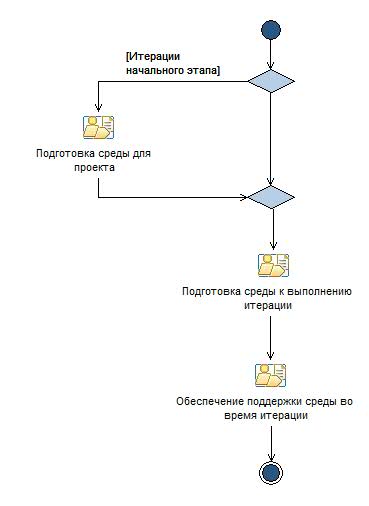 [Итерации
начального этапа]
Подготовка среды для
проекта
Подготовка среды к выполнению
итерации
Обеспечение поддержки среды во
время итерации